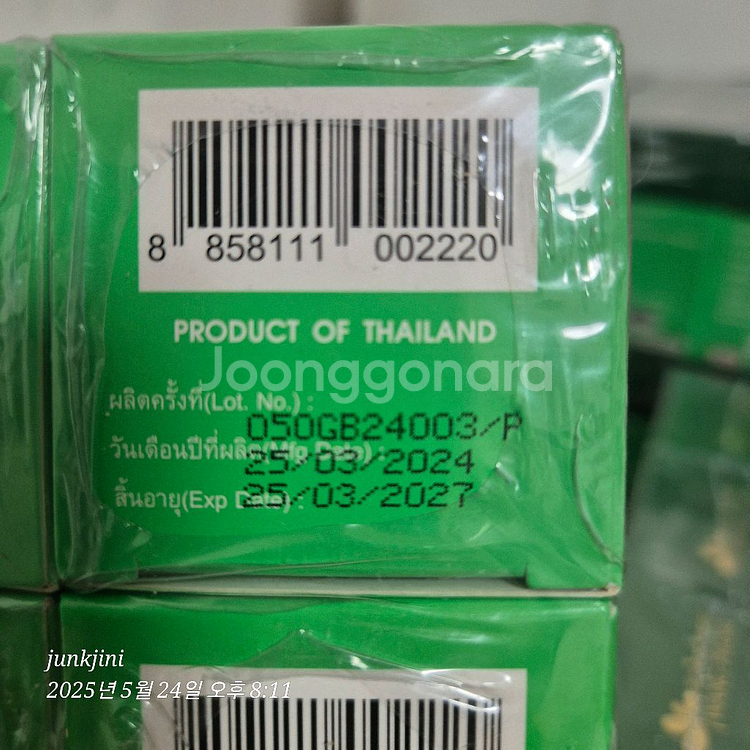 8 858111 002220
PRODUCT OF THAILAND
Joonggonara
ผลิตครั้งที่(Lot. No.) :
050GB24003/P
วันเดือนปีที่ผลิต(Mfg Date) :
25/03/2024
สิ้นอายุ(Exp Date) :
25/03/2027
junkjini
2025년 5월 24일 오후 8:11